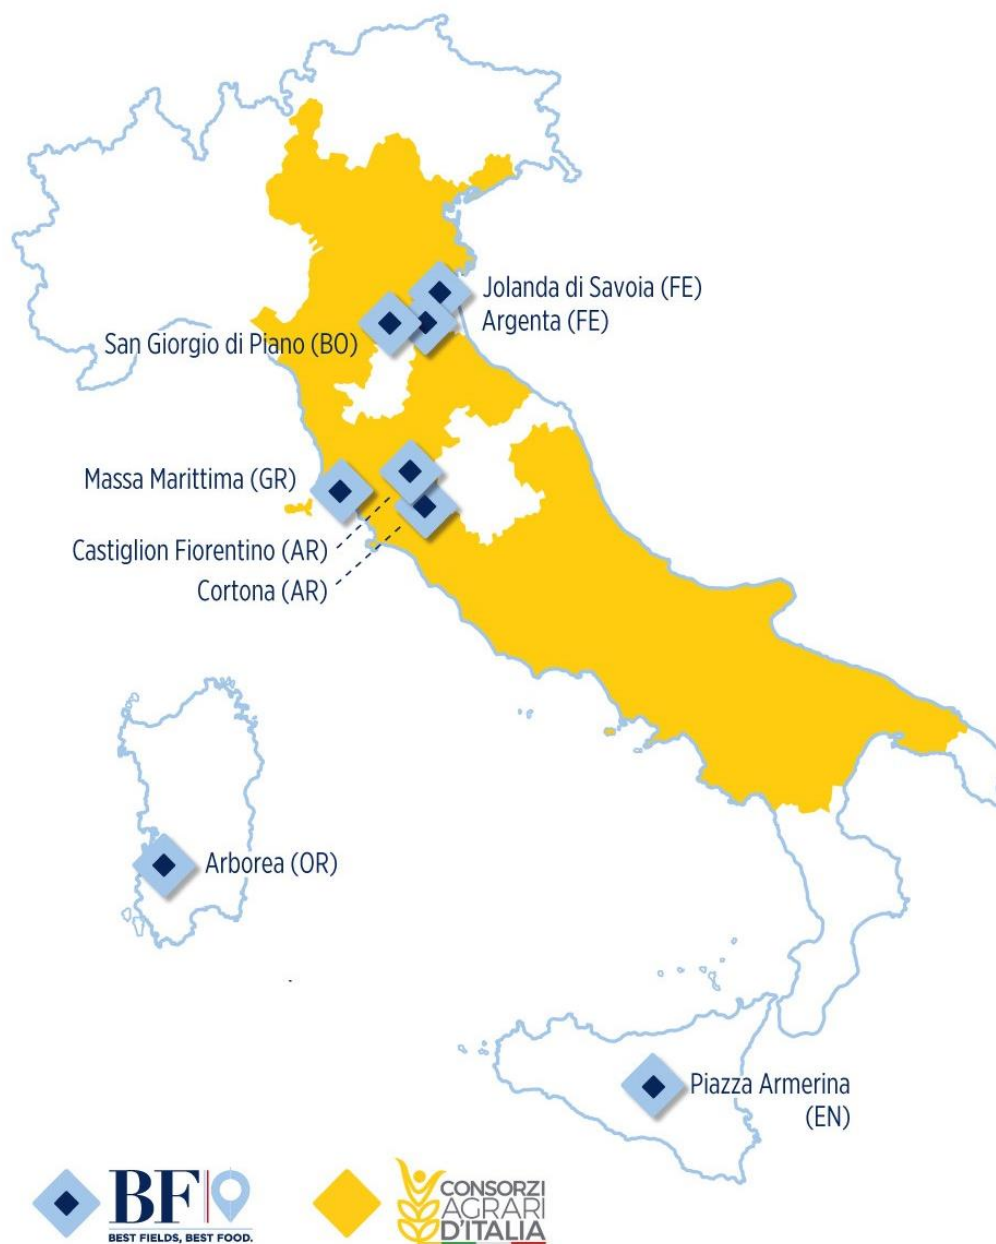 Jolanda di Savoia (FE)
Argenta (FE)
San Giorgio di Piano (BO)
Massa Marittima (GR)
Castiglion Fiorentino (AR)
Cortona (AR)
Arborea (OR)
Piazza Armerina
(EN)
BF
BEST FIELDS, BEST FOOD.
CONSORZI
AGRARI
D'ITALIA